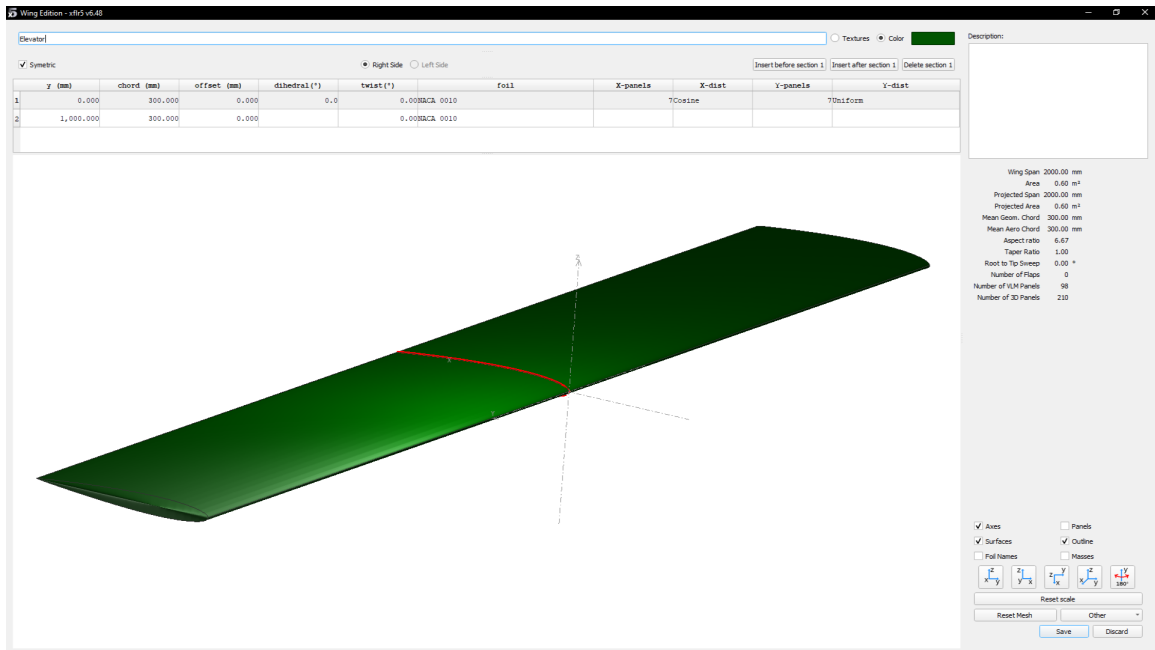 Wing Edition - xflr5 v6.48
Elevator
Textures Color
Description:
Symetric
Right Side Left Side
Insert before section 1 Insert after section 1 Delete section 1
y (mm) chord (mm) offset (mm) dihedral(°) twist(°) foil X-panels X-dist Y-panels Y-dist
1 0.000 300.000 0.000 0.0 0.00 NACA 0010 7 Cosine 7 Uniform
2 1,000.000 300.000 0.000 0.00 NACA 0010
Wing Span 2000.00 mm
Area 0.60 m²
Projected Span 2000.00 mm
Projected Area 0.60 m²
Mean Geom. Chord 300.00 mm
Mean Aero Chord 300.00 mm
Aspect ratio 6.67
Taper Ratio 1.00
Root to Tip Sweep 0.00 °
Number of Flaps 0
Number of VLM Panels 98
Number of 3D Panels 210
Z
X
Y
Axes Panels
Surfaces Outline
Foil Names Masses
z x y
z y x
z y x
z x y
y 180°
Reset scale
Reset Mesh Other
Save Discard